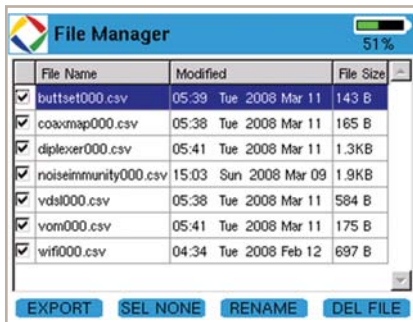 File Manager
51%
File Name Modified File Size
buttset000.csv 05:39 Tue 2008 Mar 11 143 B
coaxmap000.csv 05:38 Tue 2008 Mar 11 165 B
diplexer000.csv 05:41 Tue 2008 Mar 11 1.3KB
noiseimmunity000.csv 15:03 Sun 2008 Mar 09 1.9KB
vdsl000.csv 05:38 Tue 2008 Mar 11 584 B
vom000.csv 05:41 Tue 2008 Mar 11 175 B
wifi000.csv 04:34 Tue 2008 Feb 12 697 B
EXPORT SEL NONE RENAME DEL FILE